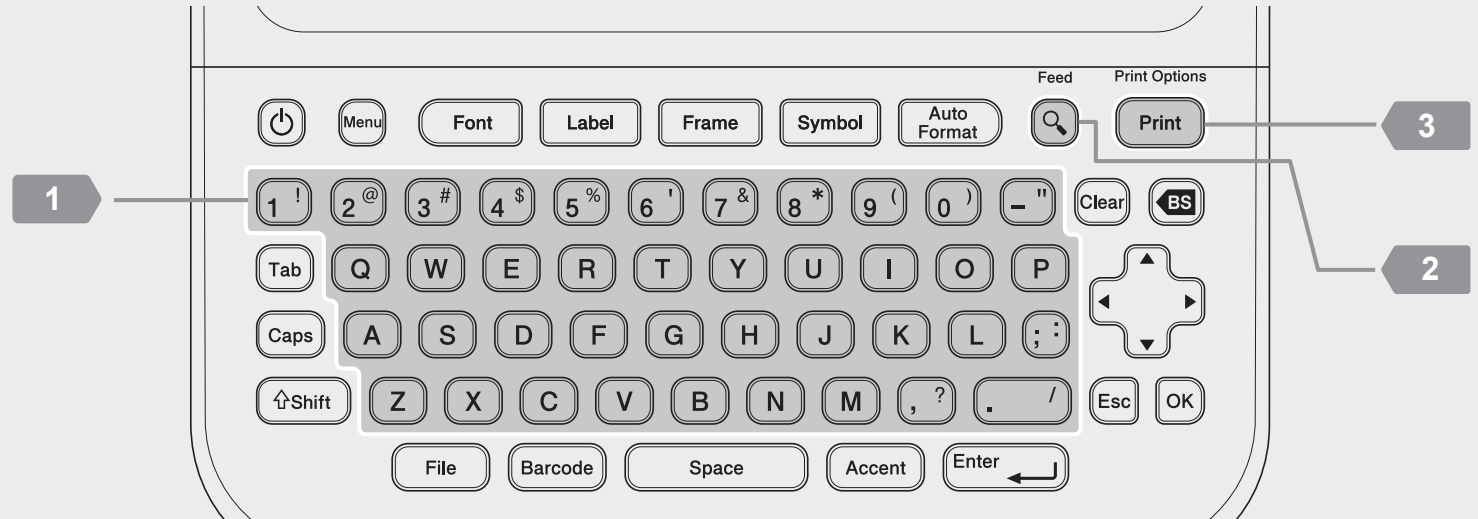 Feed Print Options
Menu Font Label Frame Symbol Auto Format Print 3
1 1 ! 2 @ 3 # 4 $ 5 % 6 ' 7 & 8 * 9 ( 0 ) - " Clear BS
Tab Q W E R T Y U I O P 2
Caps A S D F G H J K L ; :
⇧Shift Z X C V B N M , ? . / Esc OK
File Barcode Space Accent Enter